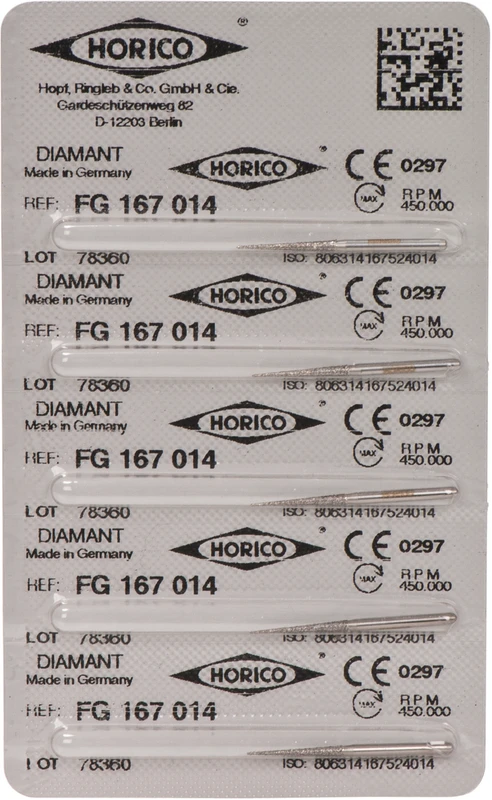 HORICO ®
Hopf, Ringleb & Co. GmbH & Cie.
Gardeschützenweg 82
D-12203 Berlin
DIAMANT HORICO ® CE 0297
Made in Germany
REF: FG 167 014 MAX RPM 450.000
LOT 78360 ISO: 806314167524014
DIAMANT HORICO ® CE 0297
Made in Germany
REF: FG 167 014 MAX RPM 450.000
LOT 78360 ISO: 806314167524014
DIAMANT HORICO ® CE 0297
Made in Germany
REF: FG 167 014 MAX RPM 450.000
LOT 78360 ISO: 806314167524014
DIAMANT HORICO ® CE 0297
Made in Germany
REF: FG 167 014 MAX RPM 450.000
LOT 78360 ISO: 806314167524014
DIAMANT HORICO ® CE 0297
Made in Germany
REF: FG 167 014 MAX RPM 450.000
LOT 78360 ISO: 806314167524014